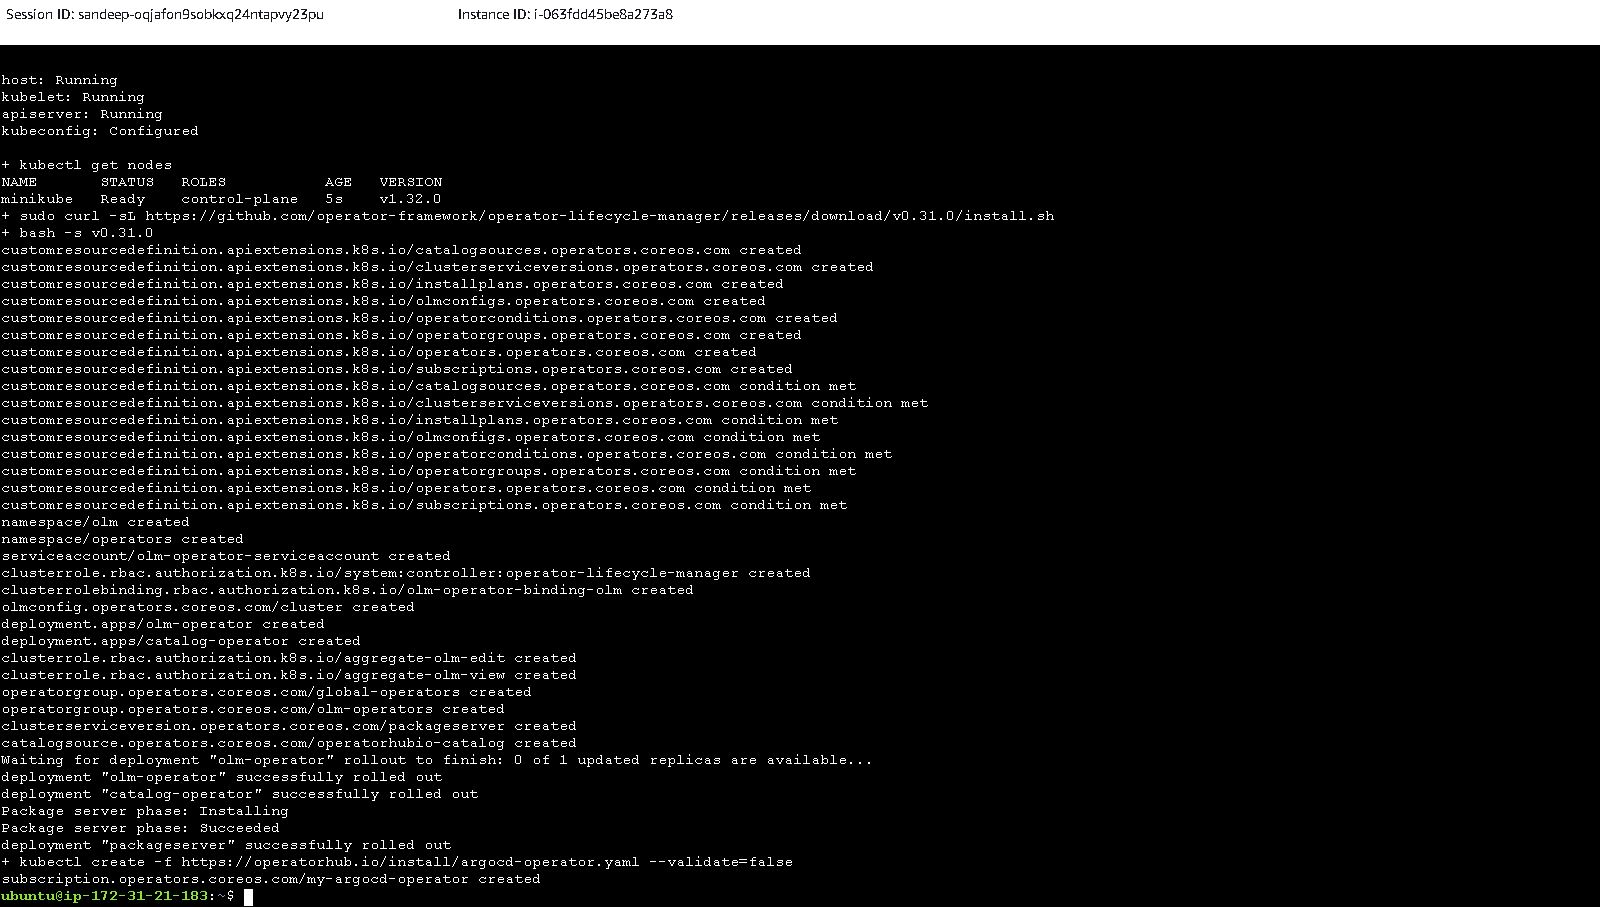 Session ID: sandeep-oqjafon9sobkxq24ntapvy23pu Instance ID: i-063fdd45be8a273a8
host: Running
kubelet: Running
apiserver: Running
kubeconfig: Configured
+ kubectl get nodes
NAME STATUS ROLES AGE VERSION
minikube Ready control-plane 5s v1.32.0
+ sudo curl -sL https://github.com/operator-framework/operator-lifecycle-manager/releases/download/v0.31.0/install.sh
+ bash -s v0.31.0
customresourcedefinition.apiextensions.k8s.io/catalogsources.operators.coreos.com created
customresourcedefinition.apiextensions.k8s.io/clusterserviceversions.operators.coreos.com created
customresourcedefinition.apiextensions.k8s.io/installplans.operators.coreos.com created
customresourcedefinition.apiextensions.k8s.io/olmconfigs.operators.coreos.com created
customresourcedefinition.apiextensions.k8s.io/operatorconditions.operators.coreos.com created
customresourcedefinition.apiextensions.k8s.io/operatorgroups.operators.coreos.com created
customresourcedefinition.apiextensions.k8s.io/operators.operators.coreos.com created
customresourcedefinition.apiextensions.k8s.io/subscriptions.operators.coreos.com created
customresourcedefinition.apiextensions.k8s.io/catalogsources.operators.coreos.com condition met
customresourcedefinition.apiextensions.k8s.io/clusterserviceversions.operators.coreos.com condition met
customresourcedefinition.apiextensions.k8s.io/installplans.operators.coreos.com condition met
customresourcedefinition.apiextensions.k8s.io/olmconfigs.operators.coreos.com condition met
customresourcedefinition.apiextensions.k8s.io/operatorconditions.operators.coreos.com condition met
customresourcedefinition.apiextensions.k8s.io/operatorgroups.operators.coreos.com condition met
customresourcedefinition.apiextensions.k8s.io/operators.operators.coreos.com condition met
customresourcedefinition.apiextensions.k8s.io/subscriptions.operators.coreos.com condition met
namespace/olm created
namespace/operators created
serviceaccount/olm-operator-serviceaccount created
clusterrole.rbac.authorization.k8s.io/system:controller:operator-lifecycle-manager created
clusterrolebinding.rbac.authorization.k8s.io/olm-operator-binding-olm created
olmconfig.operators.coreos.com/cluster created
deployment.apps/olm-operator created
deployment.apps/catalog-operator created
clusterrole.rbac.authorization.k8s.io/aggregate-olm-edit created
clusterrole.rbac.authorization.k8s.io/aggregate-olm-view created
operatorgroup.operators.coreos.com/global-operators created
operatorgroup.operators.coreos.com/olm-operators created
clusterserviceversion.operators.coreos.com/packageserver created
catalogsource.operators.coreos.com/operatorhubio-catalog created
Waiting for deployment "olm-operator" rollout to finish: 0 of 1 updated replicas are available...
deployment "olm-operator" successfully rolled out
deployment "catalog-operator" successfully rolled out
Package server phase: Installing
Package server phase: Succeeded
deployment "packageserver" successfully rolled out
+ kubectl create -f https://operatorhub.io/install/argocd-operator.yaml --validate=false
subscription.operators.coreos.com/my-argocd-operator created
ubuntu@ip-172-31-21-183:~$